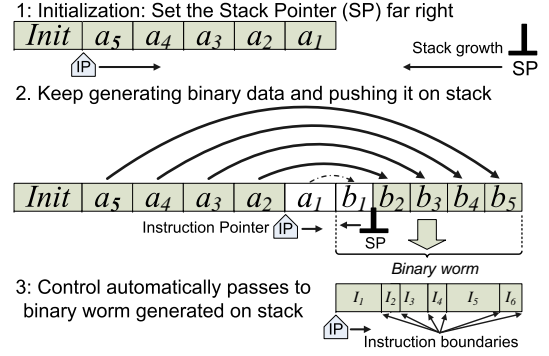 1: Initialization: Set the Stack Pointer (SP) far right
Init a5 a4 a3 a2 a1
IP
Stack growth
SP
2. Keep generating binary data and pushing it on stack
Init a5 a4 a3 a2 a1 b1 b2 b3 b4 b5
Instruction Pointer IP
SP
Binary worm
3: Control automatically passes to
binary worm generated on stack
I1 I2 I3 I4 I5 I6
IP
Instruction boundaries